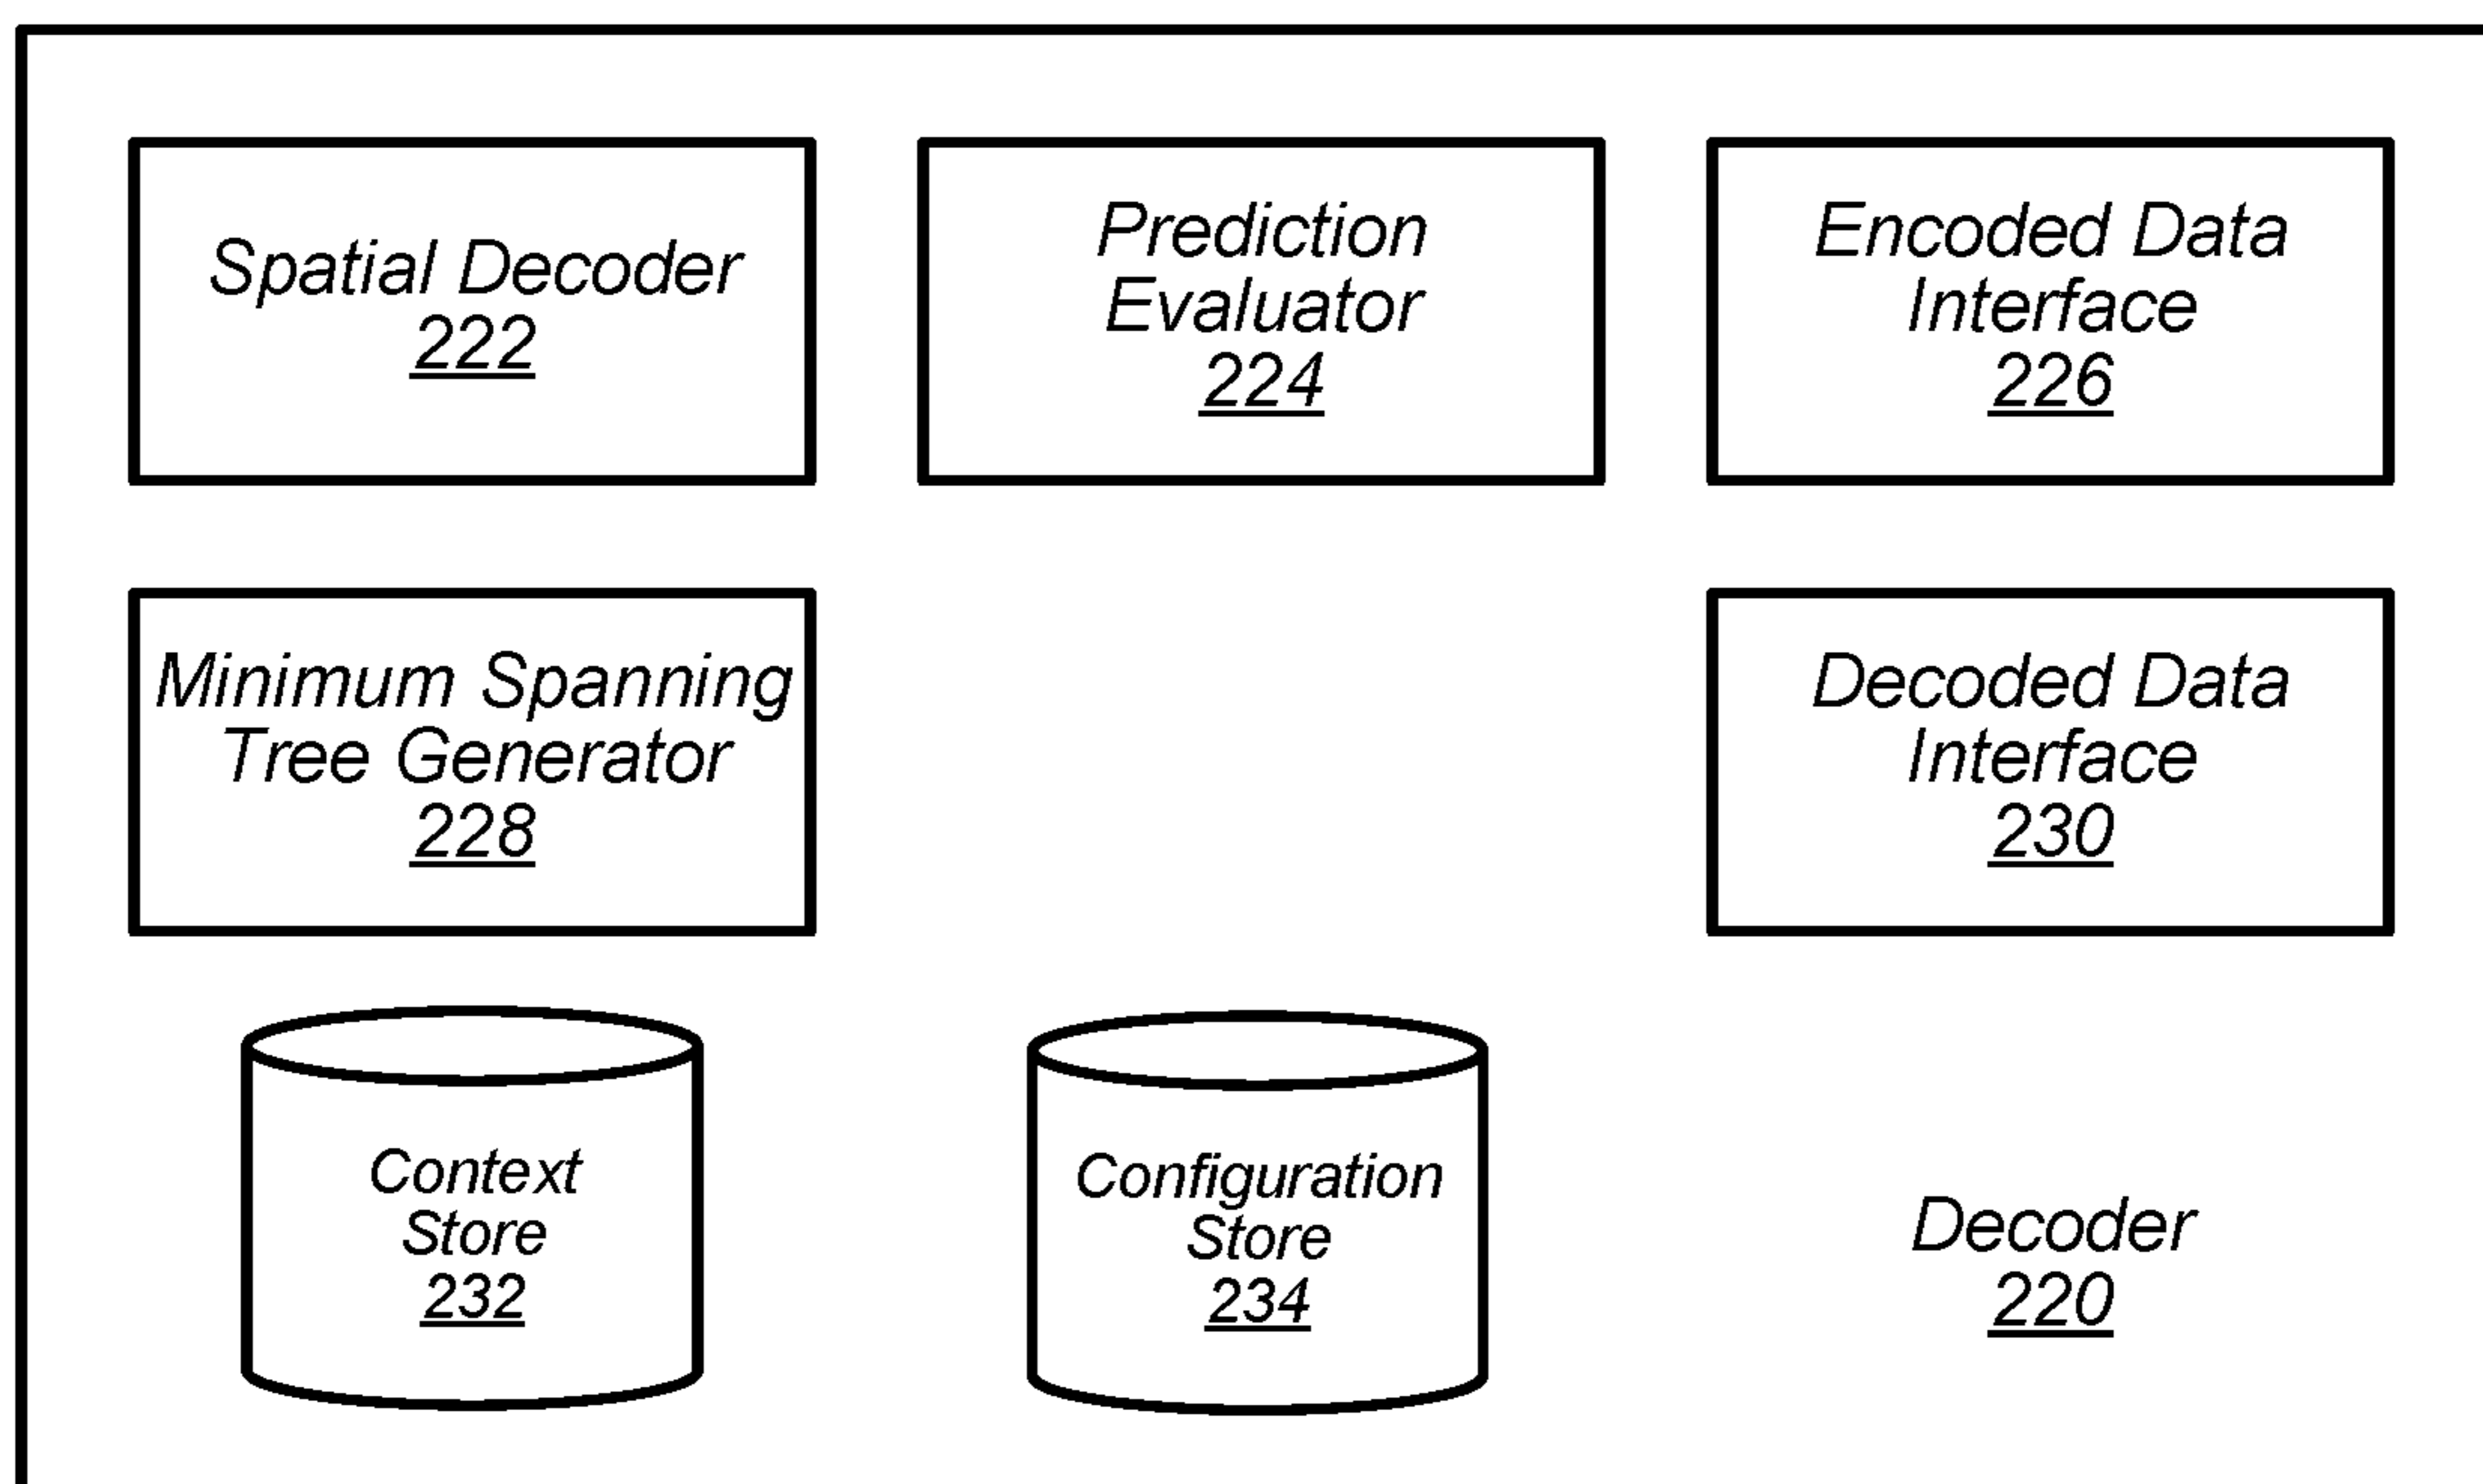 Spatial Decoder
222
Prediction
Evaluator
224
Encoded Data
Interface
226
Minimum Spanning
Tree Generator
228
Decoded Data
Interface
230
Context
Store
232
Configuration
Store
234
Decoder
220